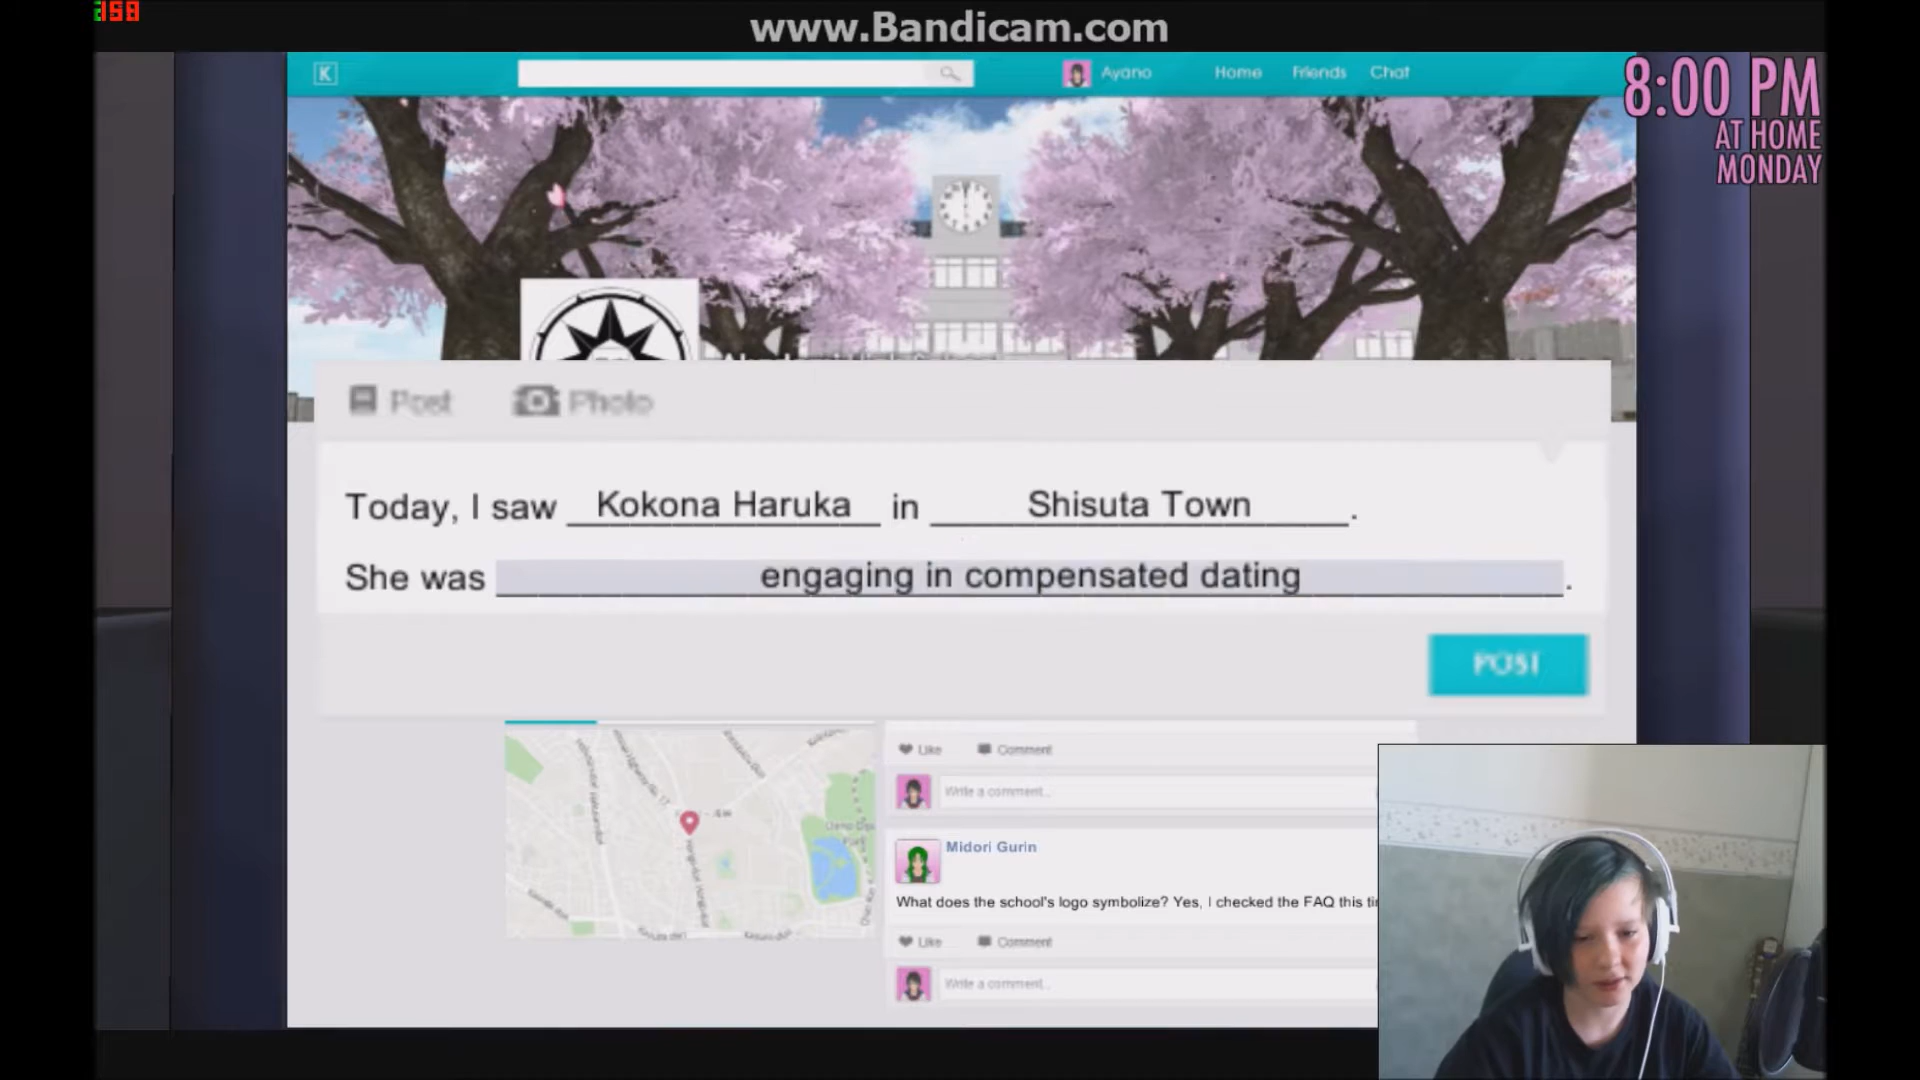 158
www.Bandicam.com
K
Ayano
Home
Friends
Chat
8:00 PM
AT HOME
MONDAY
Post
Photo
Today, I saw Kokona Haruka in Shisuta Town.
She was engaging in compensated dating.
POST
Like
Comment
Write a comment...
Midori Gurin
What does the school's logo symbolize? Yes, I checked the FAQ this
Like
Comment
Write a comment...